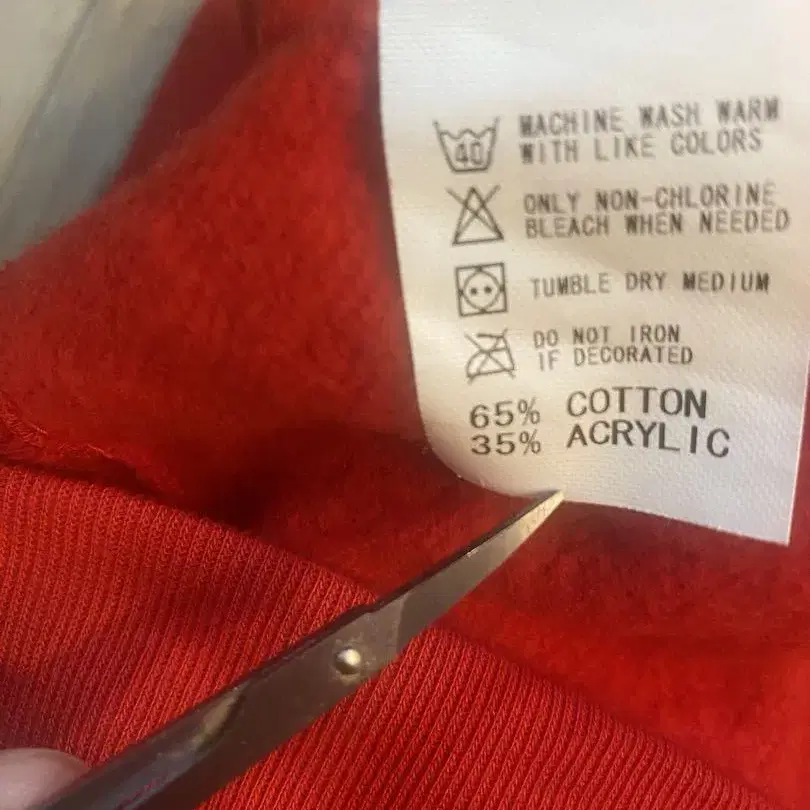 40 MACHINE WASH WARM
WITH LIKE COLORS
ONLY NON-CHLORINE
BLEACH WHEN NEEDED
TUMBLE DRY MEDIUM
DO NOT IRON
IF DECORATED
65% COTTON
35% ACRYLIC